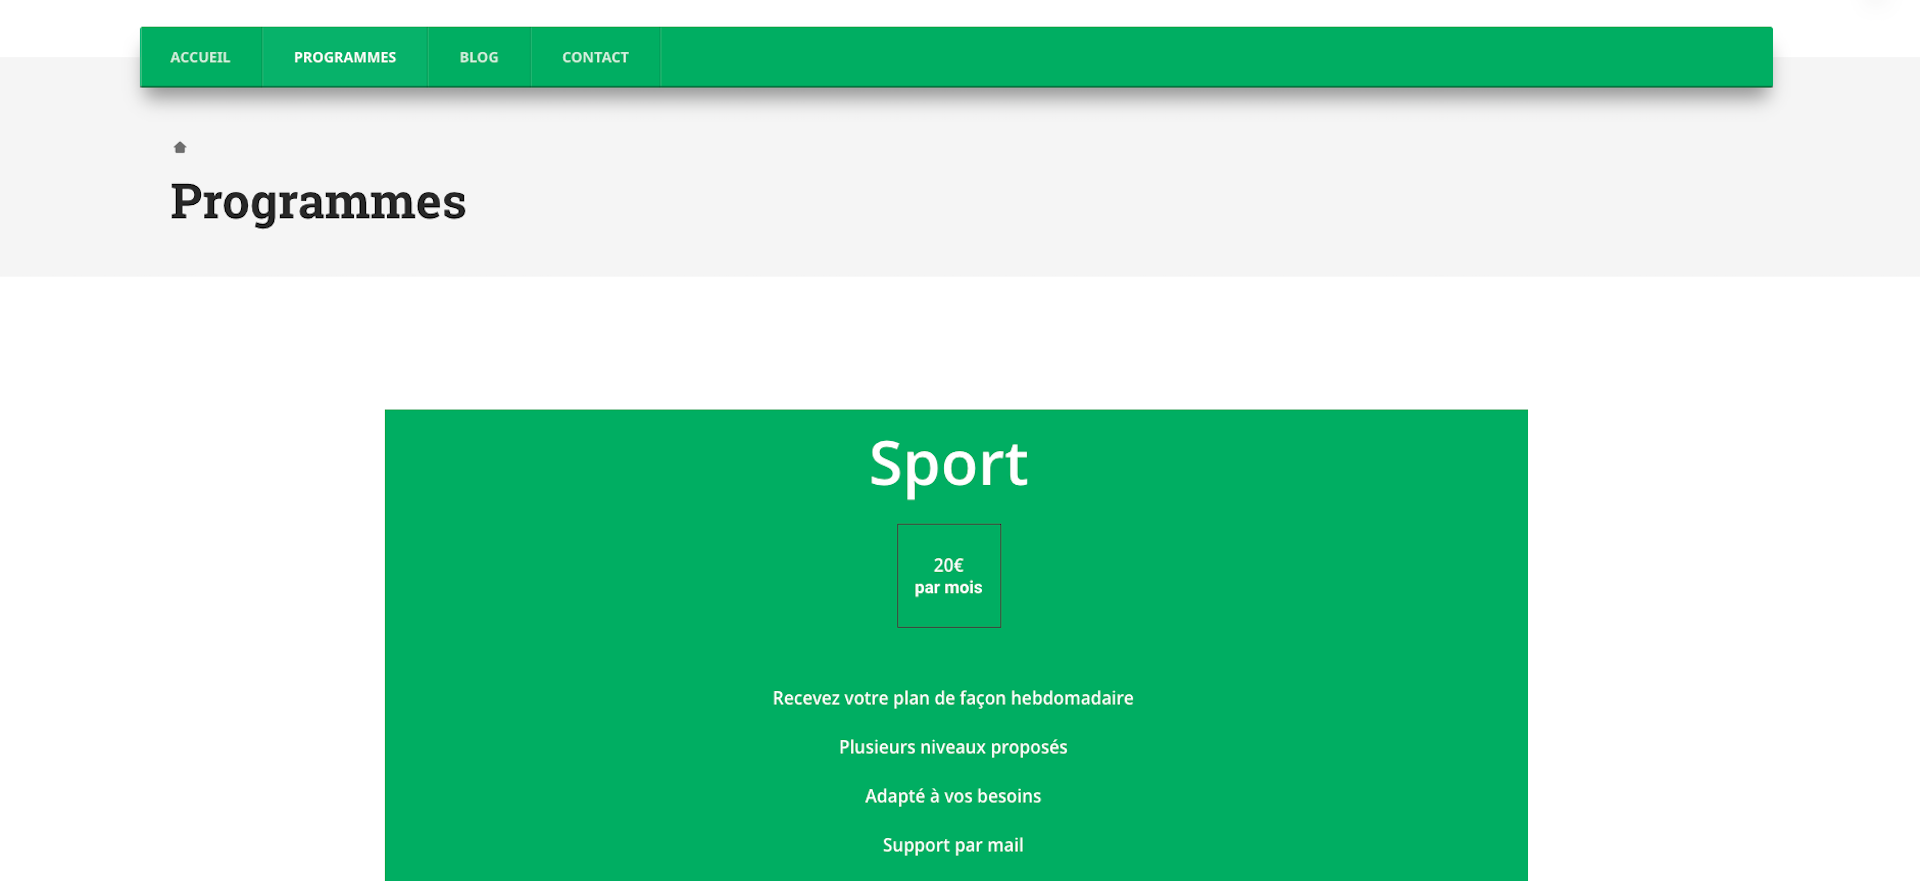 ACCUEIL PROGRAMMES BLOG CONTACT
Programmes
Sport
20€
par mois
Recevez votre plan de façon hebdomadaire
Plusieurs niveaux proposés
Adapté à vos besoins
Support par mail